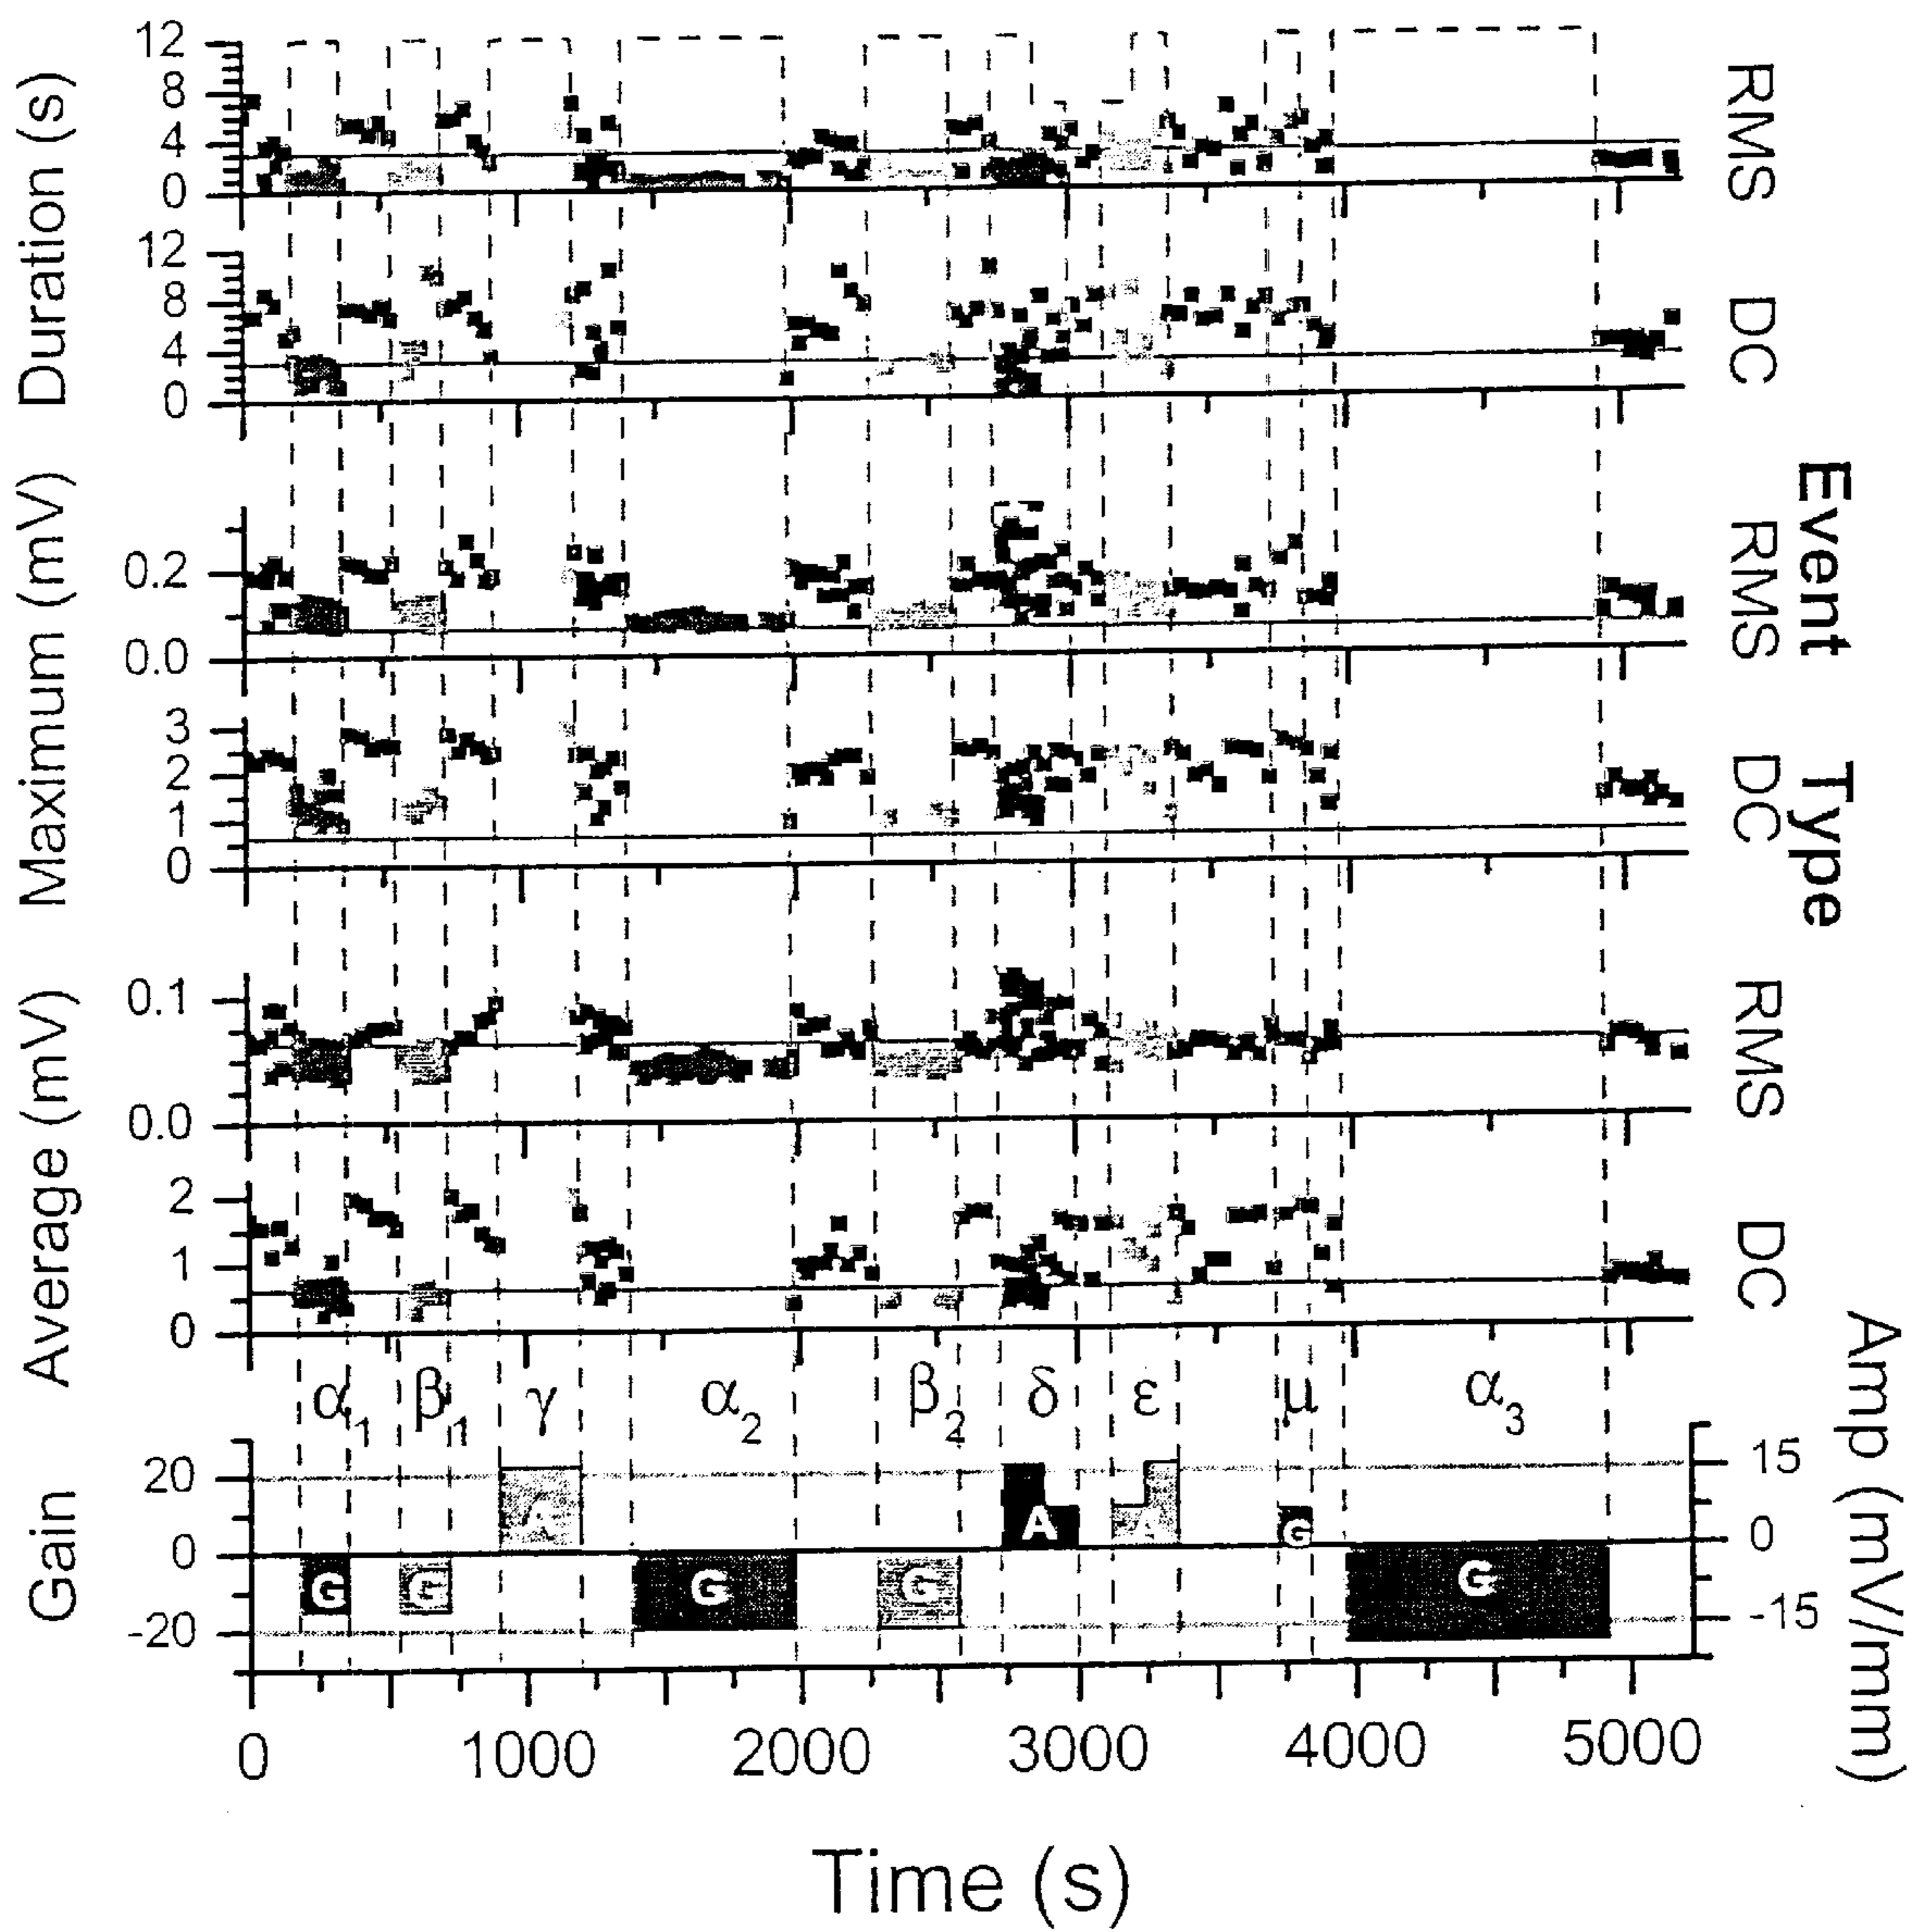 12
8
4
0
Duration (s)
RMS
12
8
4
0
DC
0.2
0.0
Maximum (mV)
RMS
3
2
1
0
DC
Event Type
0.1
0.0
Average (mV)
RMS
2
1
0
DC
α1 β1 γ α2 β2 δ ε μ α3
20
0
-20
Gain
G G A G G A A G G
15
0
-15
Amp (mV/mm)
0 1000 2000 3000 4000 5000
Time (s)